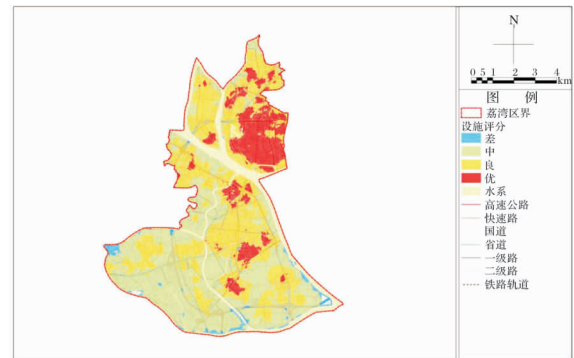 N
0 5 1 2 3 4
km
图 例
荔湾区界
设施评分
差
中
良
优
水系
高速公路
快速路
国道
省道
一级路
二级路
铁路轨道